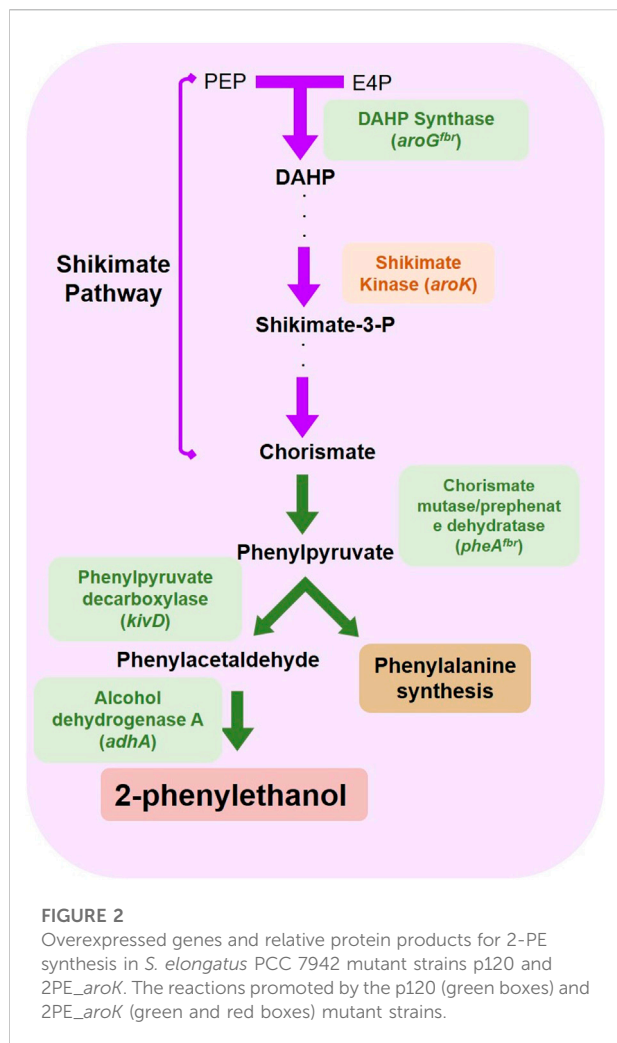 PEP E4P
DAHP Synthase
(aroGfbr)
DAHP
Shikimate
Pathway
Shikimate
Kinase (aroK)
Shikimate-3-P
Chorismate
Chorismate
mutase/prephenat
e dehydratase
(pheAfbr)
Phenylpyruvate
Phenylpyruvate
decarboxylase
(kivD)
Phenylacetaldehyde
Phenylalanine
synthesis
Alcohol
dehydrogenase A
(adhA)
2-phenylethanol
FIGURE 2
Overexpressed genes and relative protein products for 2-PE
synthesis in S. elongatus PCC 7942 mutant strains p120 and
2PE_aroK. The reactions promoted by the p120 (green boxes) and
2PE_aroK (green and red boxes) mutant strains.